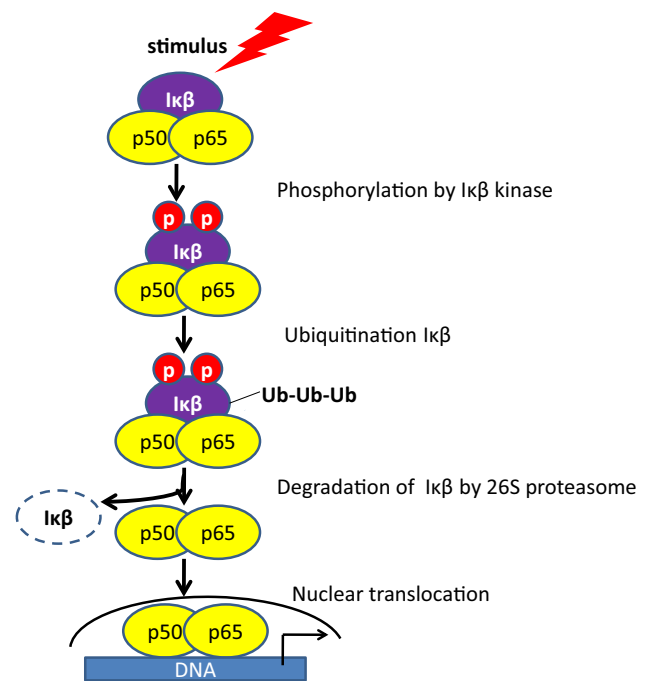 stimulus
Iκβ
p50 p65
Phosphorylation by Iκβ kinase
p p
Iκβ
p50 p65
Ubiquitination Iκβ
p p
Iκβ
Ub-Ub-Ub
p50 p65
Degradation of Iκβ by 26S proteasome
Iκβ
p50 p65
Nuclear translocation
p50 p65
DNA